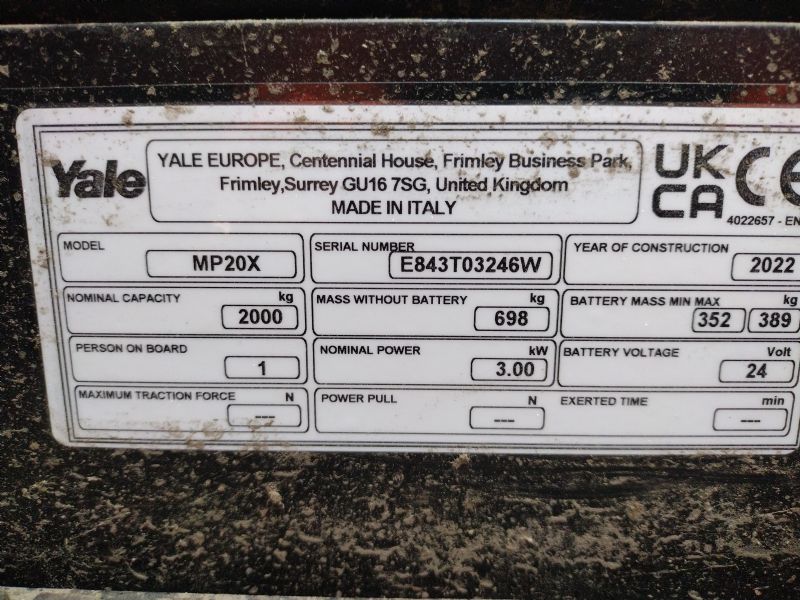 Yale
YALE EUROPE, Centennial House, Frimley Business Park,
Frimley,Surrey GU16 7SG, United Kingdom
MADE IN ITALY
UK
CA
CE
4022657 - EN
MODEL
MP20X
SERIAL NUMBER
E843T03246W
YEAR OF CONSTRUCTION
2022
NOMINAL CAPACITY kg
2000
MASS WITHOUT BATTERY kg
698
BATTERY MASS MIN MAX kg
352 389
PERSON ON BOARD
1
NOMINAL POWER kW
3.00
BATTERY VOLTAGE Volt
24
MAXIMUM TRACTION FORCE N
---
POWER PULL N
---
EXERTED TIME min
---